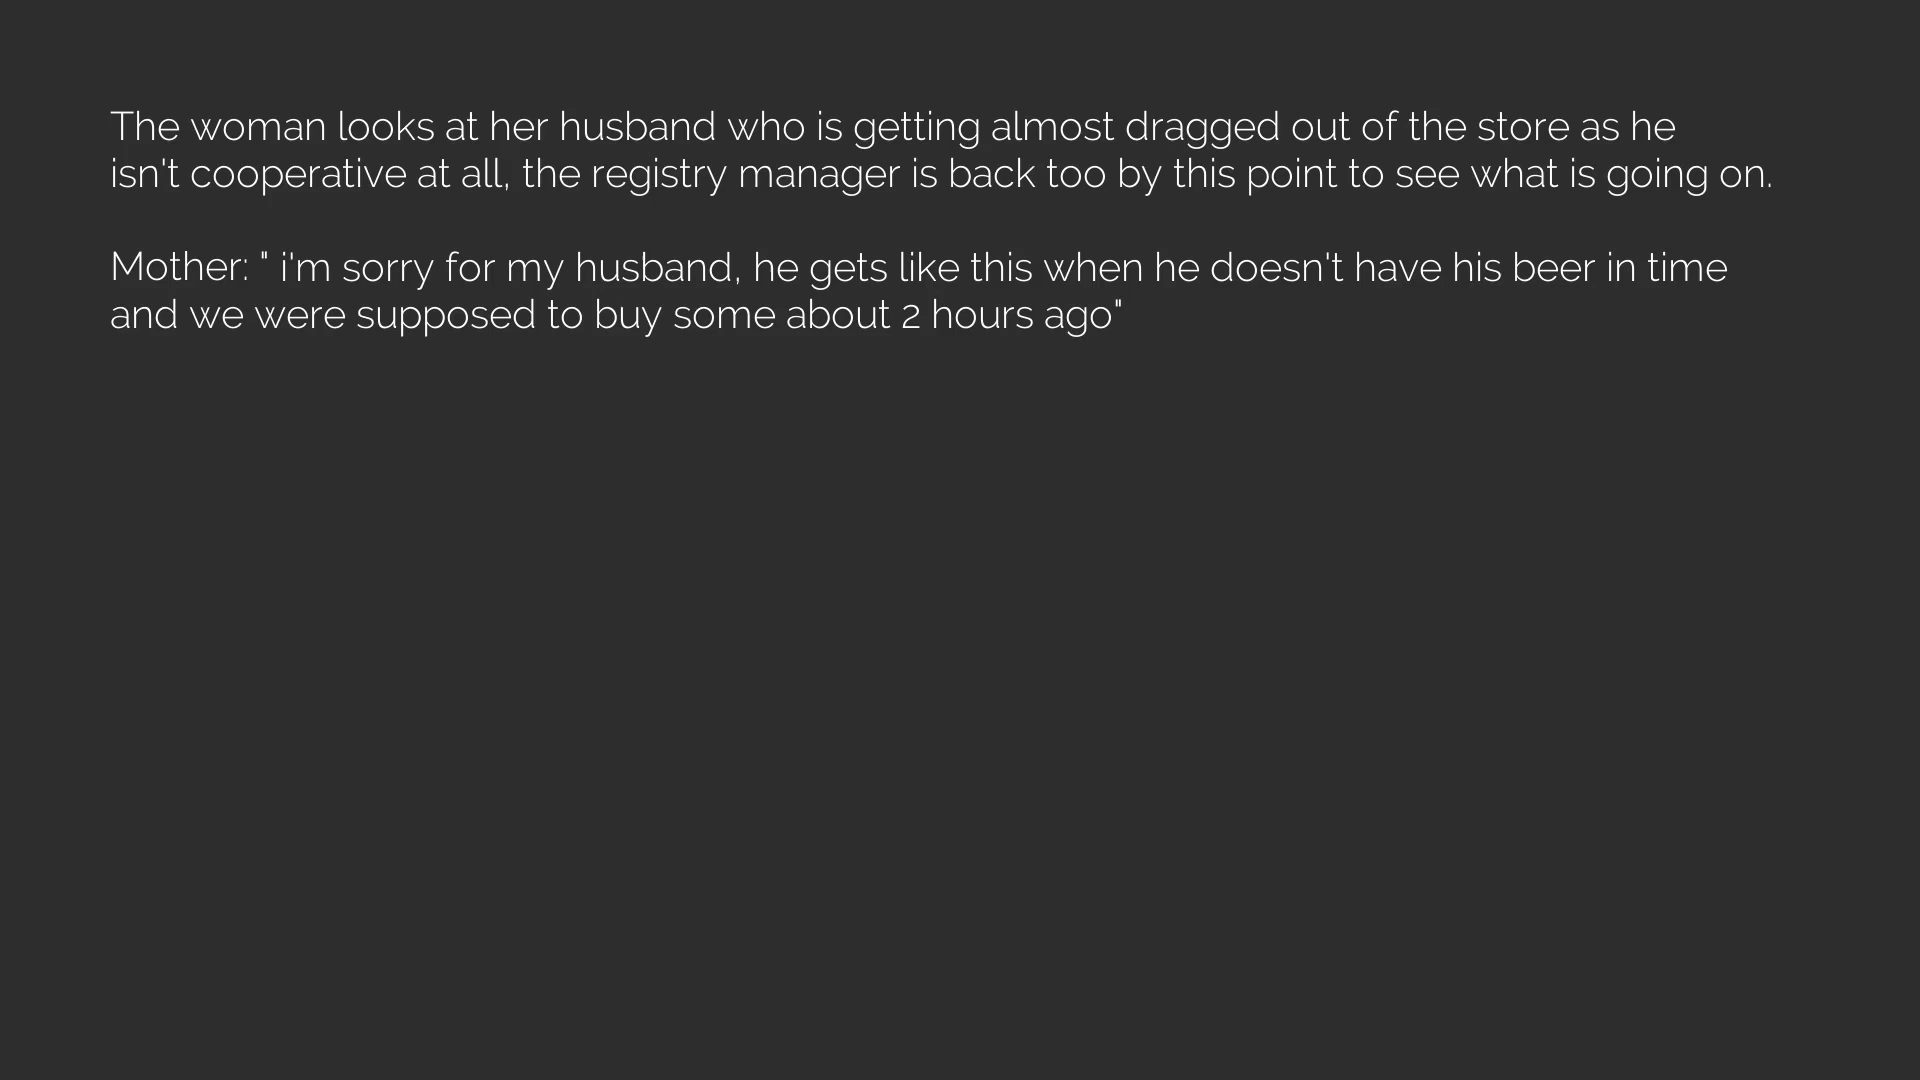 The woman looks at her husband who is getting almost dragged out of the store as he
isn't cooperative at all, the registry manager is back too by this point to see what is going on.
Mother: " i'm sorry for my husband, he gets like this when he doesn't have his beer in time
and we were supposed to buy some about 2 hours ago"